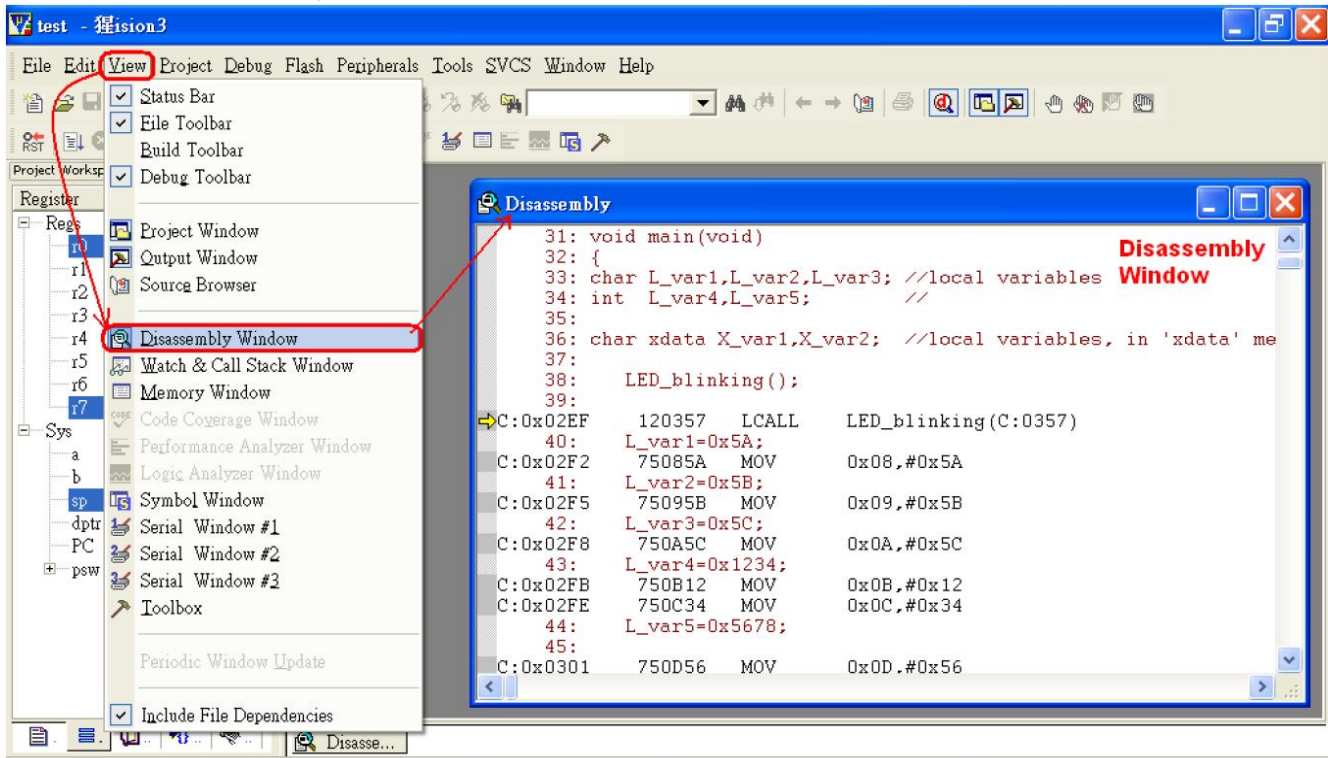 test - 猩ision3
File Edit View Project Debug Flash Peripherals Tools SVCS Window Help
Status Bar
File Toolbar
Build Toolbar
Debug Toolbar
RST
Project Worksp
Register
Regs
r0
r1
r2
r3
r4
r5
r6
r7
Sys
a
b
sp
dptr
PC
psw
Project Window
Output Window
Source Browser
Disassembly Window
Watch & Call Stack Window
Memory Window
Code Coverage Window
Performance Analyzer Window
Logic Analyzer Window
Symbol Window
Serial Window #1
Serial Window #2
Serial Window #3
Toolbox
Periodic Window Update
Include File Dependencies
Disassembly
Disassembly
Window
31: void main(void)
32: {
33: char L_var1,L_var2,L_var3; //local variables
34: int L_var4,L_var5; //
35:
36: char xdata X_var1,X_var2; //local variables, in 'xdata' me
37:
38: LED_blinking();
39:
C:0x02EF 120357 LCALL LED_blinking(C:0357)
40: L_var1=0x5A;
C:0x02F2 75085A MOV 0x08,#0x5A
41: L_var2=0x5B;
C:0x02F5 75095B MOV 0x09,#0x5B
42: L_var3=0x5C;
C:0x02F8 750A5C MOV 0x0A,#0x5C
43: L_var4=0x1234;
C:0x02FB 750B12 MOV 0x0B,#0x12
C:0x02FE 750C34 MOV 0x0C,#0x34
44: L_var5=0x5678;
45:
C:0x0301 750D56 MOV 0x0D,#0x56
Disasse...